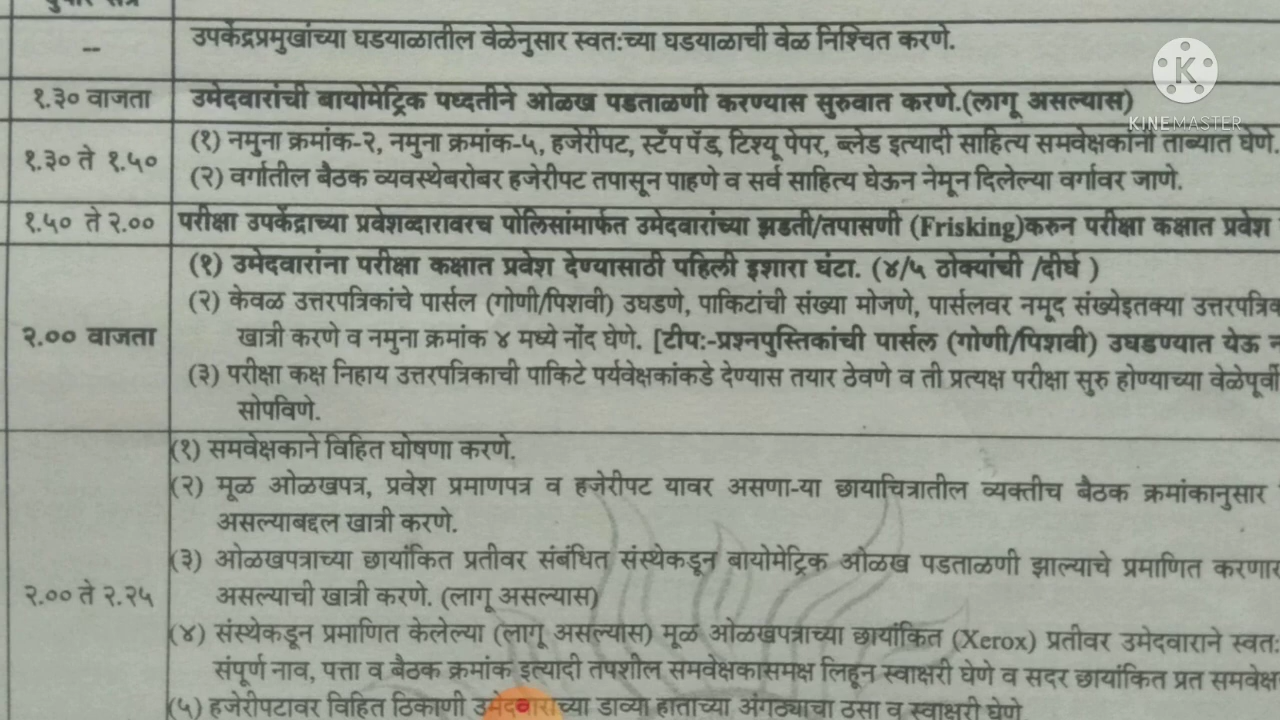 उपकेंद्रप्रमुखांच्या घडयाळातील वेळेनुसार स्वतःच्या घडयाळाची वेळ निश्चित करणे.
--
KINEMASTER
१.३० वाजता
उमेदवारांची बायोमेट्रिक पध्दतीने ओळख पडताळणी करण्यास सुरुवात करणे.(लागू असल्यास)
१.३० ते १.५०
(१) नमुना क्रमांक-२, नमुना क्रमांक-५, हजेरीपट, स्टॅंप पॅड, टिश्यू पेपर, ब्लेड इत्यादी साहित्य समवेक्षकांनी ताब्यात घेणे.
(२) वर्गातील बैठक व्यवस्थेबरोबर हजेरीपट तपासून पाहणे व सर्व साहित्य घेऊन नेमून दिलेल्या वर्गावर जाणे.
१.५० ते २.००
परीक्षा उपकेंद्राच्या प्रवेशव्दारावरच पोलिसांमार्फत उमेदवारांच्या झडती/तपासणी (Frisking)करुन परीक्षा कक्षात प्रवेश
२.०० वाजता
(१) उमेदवारांना परीक्षा कक्षात प्रवेश देण्यासाठी पहिली इशारा घंटा. (४/५ ठोक्यांची /दीर्घ )
(२) केवळ उत्तरपत्रिकांचे पार्सल (गोणी/पिशवी) उघडणे, पाकिटांची संख्या मोजणे, पार्सलवर नमूद संख्येइतक्या
खात्री करणे व नमुना क्रमांक ४ मध्ये नोंद घेणे. [टीप:-प्रश्नपुस्तिकांची पार्सल (गोणी/पिशवी) उघडण्यात येऊ
(३) परीक्षा कक्ष निहाय उत्तरपत्रिकाची पाकिटे पर्यवेक्षकांकडे देण्यास तयार ठेवणे व ती प्रत्यक्ष परीक्षा सुरु होण्याच्या वेळेपूर्वी
सोपविणे.
२.०० ते २.२५
(१) समवेक्षकाने विहित घोषणा करणे.
(२) मूळ ओळखपत्र, प्रवेश प्रमाणपत्र व हजेरीपट यावर असणा-या छायाचित्रातील व्यक्तीच बैठक क्रमांकानुसार
असल्याबद्दल खात्री करणे.
(३) ओळखपत्राच्या छायांकित प्रतीवर संबंधित संस्थेकडून बायोमेट्रिक ओळख पडताळणी झाल्याचे प्रमाणित
असल्याची खात्री करणे. (लागू असल्यास)
(४) संस्थेकडून प्रमाणित केलेल्या (लागू असल्यास) मूळ ओळखपत्राच्या छायांकित (Xerox) प्रतीवर उमेदवाराने
संपूर्ण नाव, पत्ता व बैठक क्रमांक इत्यादी तपशील समवेक्षकासमक्ष लिहून स्वाक्षरी घेणे व सदर छायांकित प्रत
(५) हजेरीपटावर विहित ठिकाणी उमेदवाराच्या डाव्या हाताच्या अंगठ्याचा ठसा व स्वाक्षरी घेणे